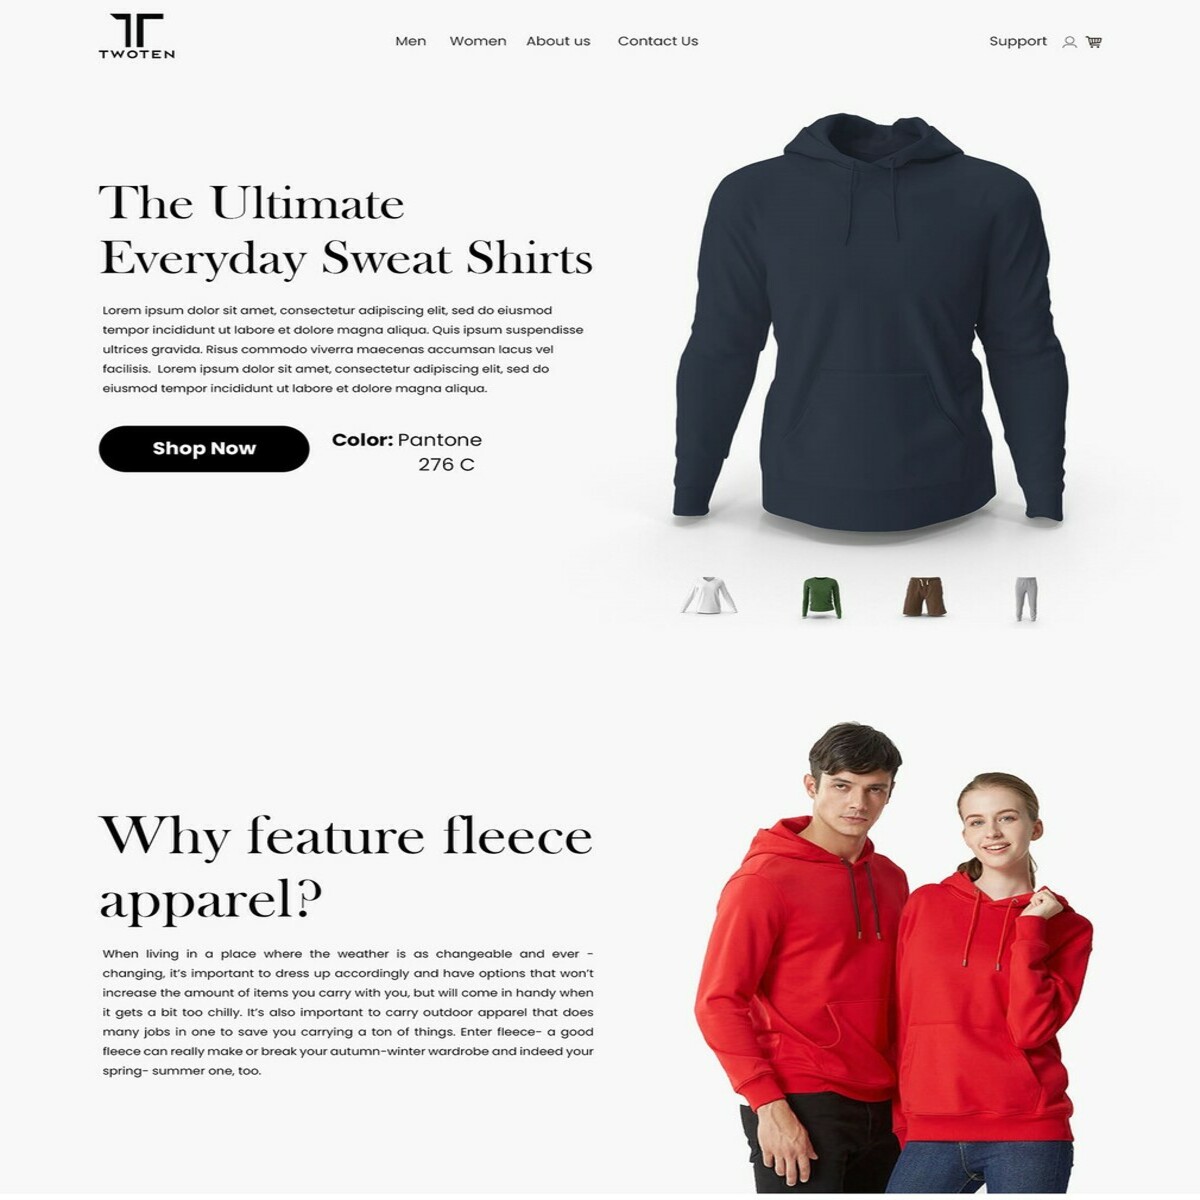 TWOTEN
Men Women About us Contact Us Support
The Ultimate
Everyday Sweat Shirts
Lorem ipsum dolor sit amet, consectetur adipiscing elit, sed do eiusmod
tempor incididunt ut labore et dolore magna aliqua. Quis ipsum suspendisse
ultrices gravida. Risus commodo viverra maecenas accumsan lacus vel
facilisis. Lorem ipsum dolor sit amet, consectetur adipiscing elit, sed do
eiusmod tempor incididunt ut labore et dolore magna aliqua.
Shop Now
Color: Pantone
276 C
Why feature fleece
apparel?
When living in a place where the weather is as changeable and ever -
changing, it’s important to dress up accordingly and have options that won’t
increase the amount of items you carry with you, but will come in handy when
it gets a bit too chilly. It’s also important to carry outdoor apparel that does
many jobs in one to save you carrying a ton of things. Enter fleece- a good
fleece can really make or break your autumn-winter wardrobe and indeed your
spring- summer one, too.